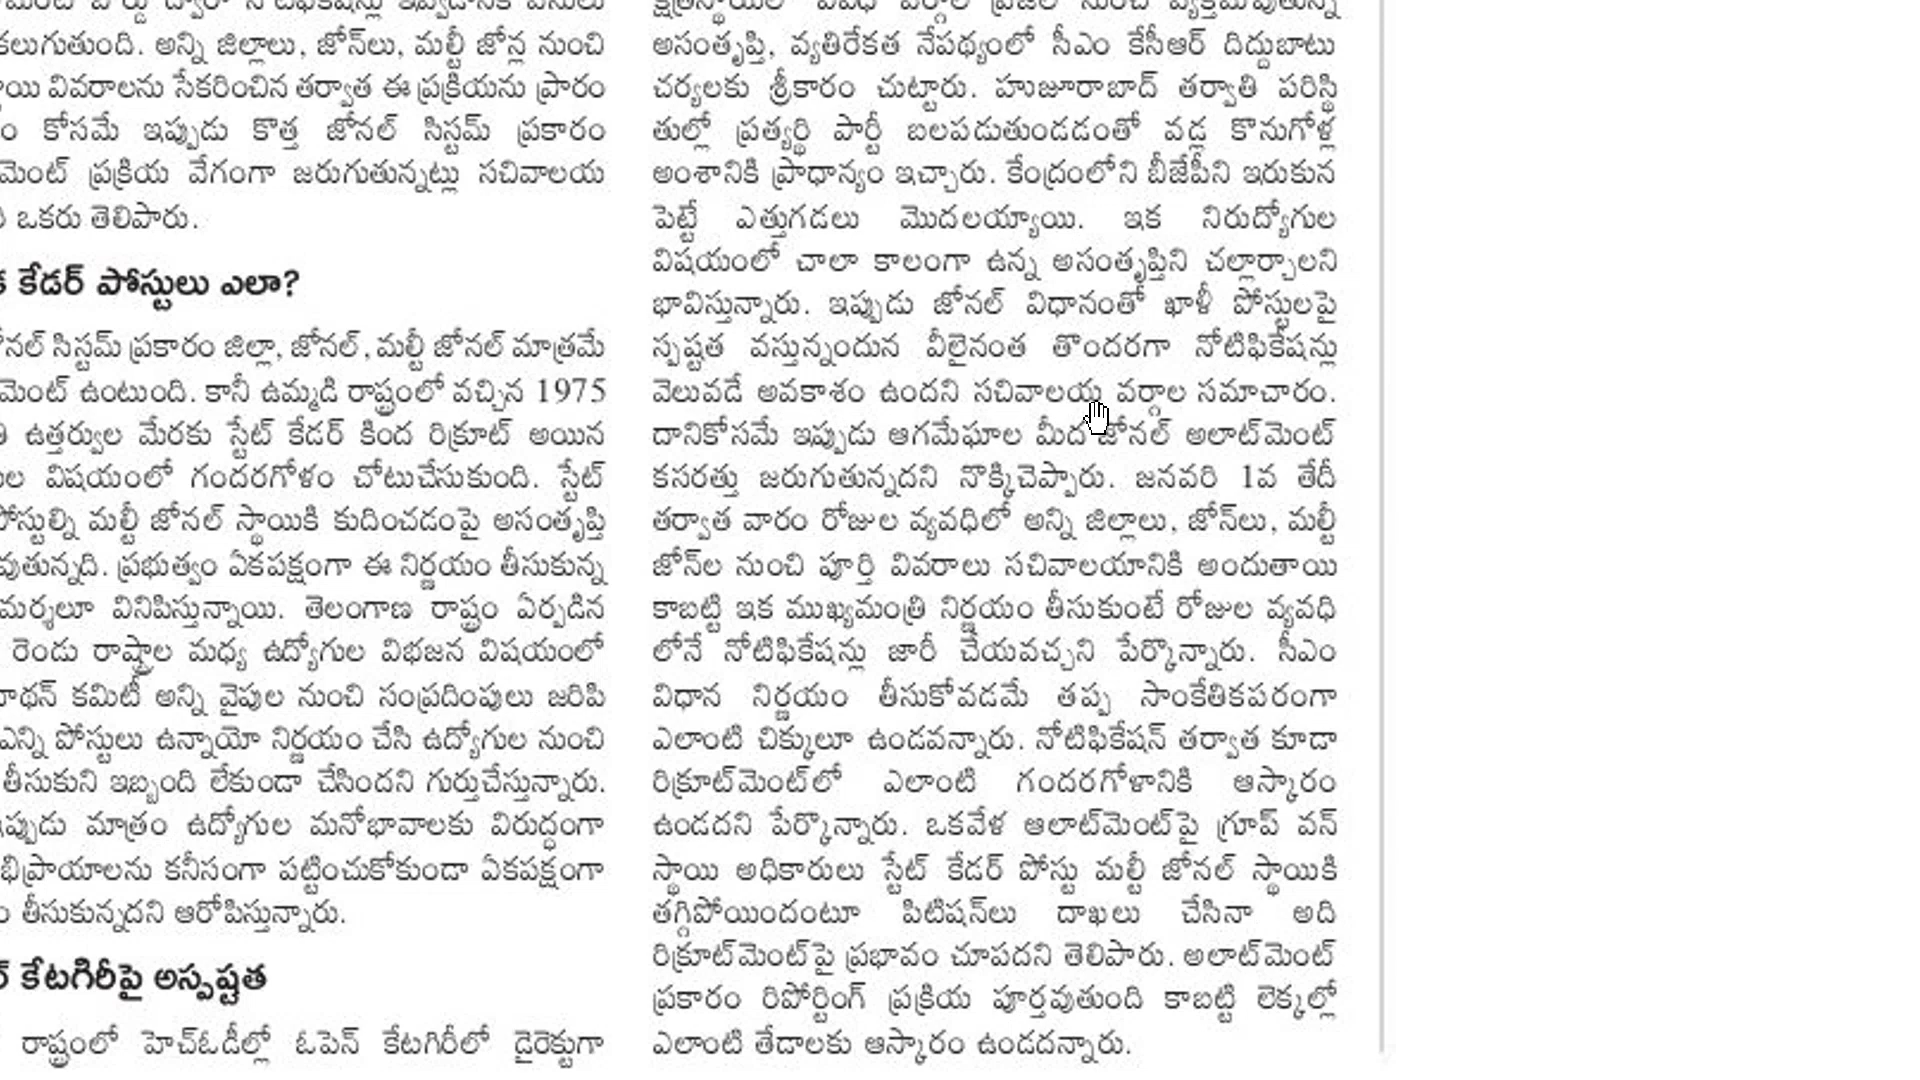 కలుగుతుంది. అన్ని జిల్లాలు, జోన్‌లు, మల్టీ జోన్ల నుంచి
వివరాలను సేకరించిన తర్వాత ఈ ప్రక్రియను ప్రారం
కోసమే ఇప్పుడు కొత్త జోనల్ సిస్టమ్ ప్రకారం
ప్రక్రియ వేగంగా జరుగుతున్నట్లు సచివాలయ
ఒకరు తెలిపారు.
కేడర్ పోస్టులు ఎలా?
సిస్టమ్ ప్రకారం జిల్లా, జోనల్, మల్టీ జోనల్ మాత్రమే
ఉంటుంది. కానీ ఉమ్మడి రాష్ట్రంలో వచ్చిన 1975
ఉత్తర్వుల మేరకు స్టేట్ కేడర్ కింద రిక్రూట్ అయిన
విషయంలో గందరగోళం చోటుచేసుకుంది. స్టేట్
మల్టీ జోనల్ స్థాయికి కుదించడంపై అసంతృప్తి
ప్రభుత్వం ఏకపక్షంగా ఈ నిర్ణయం తీసుకున్న
వినిపిస్తున్నాయి. తెలంగాణ రాష్ట్రం ఏర్పడిన
రెండు రాష్ట్రాల మధ్య ఉద్యోగుల విభజన విషయంలో
కమిటీ అన్ని వైపుల నుంచి సంప్రదింపులు జరిపి
ఎన్ని పోస్టులు ఉన్నాయో నిర్ణయం చేసి ఉద్యోగుల నుంచి
తీసుకుని ఇబ్బంది లేకుండా చేసిందని గుర్తుచేస్తున్నారు.
మాత్రం ఉద్యోగుల మనోభావాలకు విరుద్ధంగా
కనీసంగా పట్టించుకోకుండా ఏకపక్షంగా
తీసుకున్నదని ఆరోపిస్తున్నారు.
కేటగిరీపై అస్పష్టత
రాష్ట్రంలో హెచ్ఓడీల్లో ఓపెన్ కేటగిరీలో డైరెక్టుగా
అసంతృప్తి, వ్యతిరేకత నేపథ్యంలో సీఎం కేసీఆర్ దిద్దుబాటు
చర్యలకు శ్రీకారం చుట్టారు. హుజూరాబాద్ తర్వాతి పరిస్థి
తుల్లో ప్రత్యర్థి పార్టీ బలపడుతుండడంతో వడ్ల కొనుగోళ్ల
అంశానికి ప్రాధాన్యం ఇచ్చారు. కేంద్రంలోని బీజేపీని ఇరుకున
పెట్టే ఎత్తుగడలు మొదలయ్యాయి. ఇక నిరుద్యోగుల
విషయంలో చాలా కాలంగా ఉన్న అసంతృప్తిని చల్లార్చాలని
భావిస్తున్నారు. ఇప్పుడు జోనల్ విధానంతో ఖాళీ పోస్టులపై
స్పష్టత వస్తున్నందున వీలైనంత తొందరగా నోటిఫికేషన్లు
వెలువడే అవకాశం ఉందని సచివాలయ వర్గాల సమాచారం.
దానికోసమే ఇప్పుడు ఆగమేఘాల మీద జోనల్ అలాట్‌మెంట్
కసరత్తు జరుగుతున్నదని నొక్కిచెప్పారు. జనవరి 1వ తేదీ
తర్వాత వారం రోజుల వ్యవధిలో అన్ని జిల్లాలు, జోన్‌లు, మల్టీ
జోన్‌ల నుంచి పూర్తి వివరాలు సచివాలయానికి అందుతాయి
కాబట్టి ఇక ముఖ్యమంత్రి నిర్ణయం తీసుకుంటే రోజుల వ్యవధి
లోనే నోటిఫికేషన్లు జారీ చేయవచ్చని పేర్కొన్నారు. సీఎం
విధాన నిర్ణయం తీసుకోవడమే తప్ప సాంకేతికపరంగా
ఎలాంటి చిక్కులూ ఉండవన్నారు. నోటిఫికేషన్ తర్వాత కూడా
రిక్రూట్‌మెంట్‌లో ఎలాంటి గందరగోళానికి ఆస్కారం
ఉండదని పేర్కొన్నారు. ఒకవేళ ఆలాట్‌మెంట్‌పై గ్రూప్ వన్
స్థాయి అధికారులు స్టేట్ కేడర్ పోస్టు మల్టీ జోనల్ స్థాయికి
తగ్గిపోయిందంటూ పిటిషన్‌లు దాఖలు చేసినా అది
రిక్రూట్‌మెంట్‌పై ప్రభావం చూపదని తెలిపారు. అలాట్‌మెంట్
ప్రకారం రిపోర్టింగ్ ప్రక్రియ పూర్తవుతుంది కాబట్టి లెక్కల్లో
ఎలాంటి తేడాలకు ఆస్కారం ఉండదన్నారు.